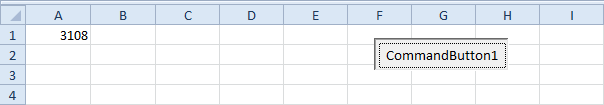 A B C D E F G H I
1 3108
2 CommandButton1
3
4